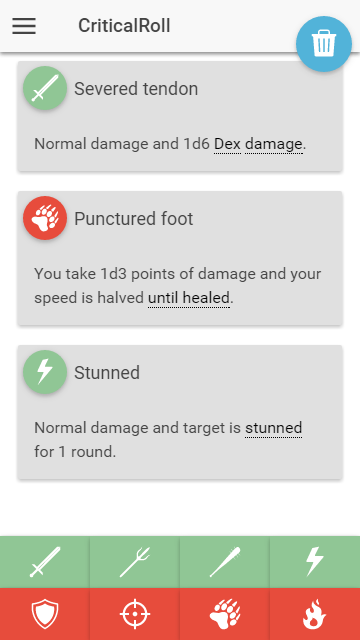 CriticalRoll
Severed tendon
Normal damage and 1d6 Dex damage.
Punctured foot
You take 1d3 points of damage and your
speed is halved until healed.
Stunned
Normal damage and target is stunned
for 1 round.